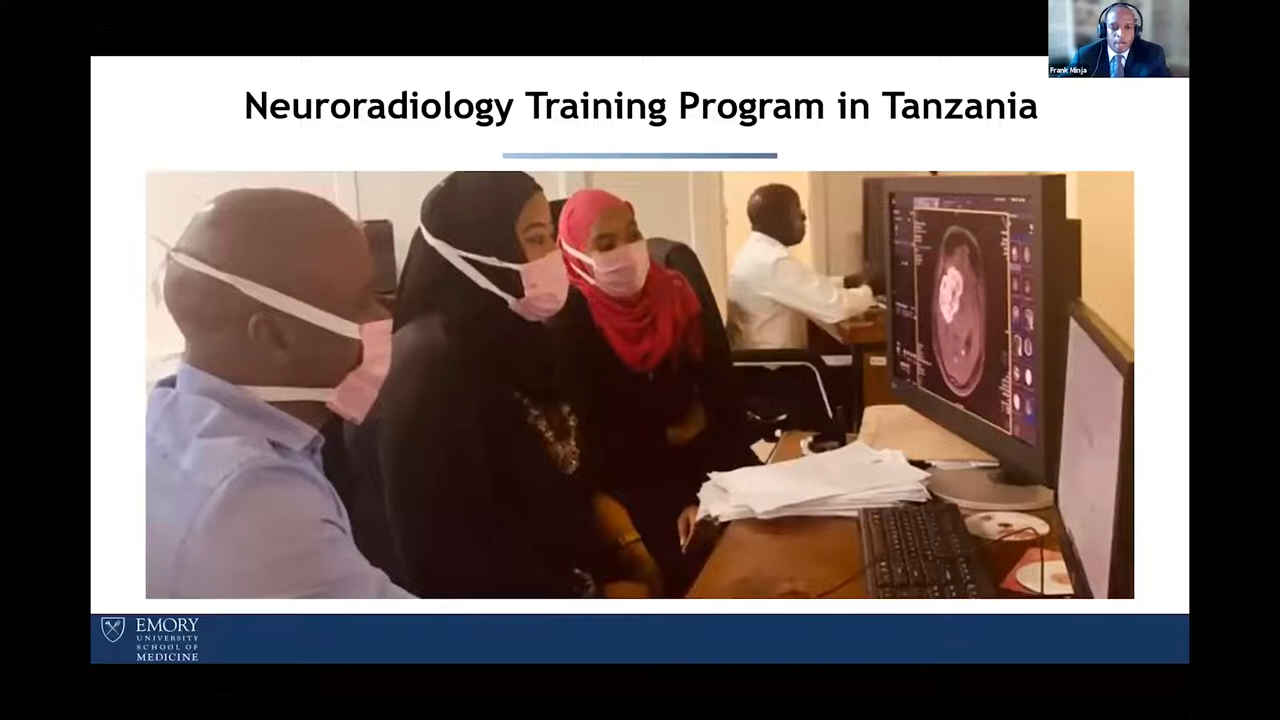 Frank Minja
Neuroradiology Training Program in Tanzania
EMORY
UNIVERSITY
SCHOOL OF
MEDICINE